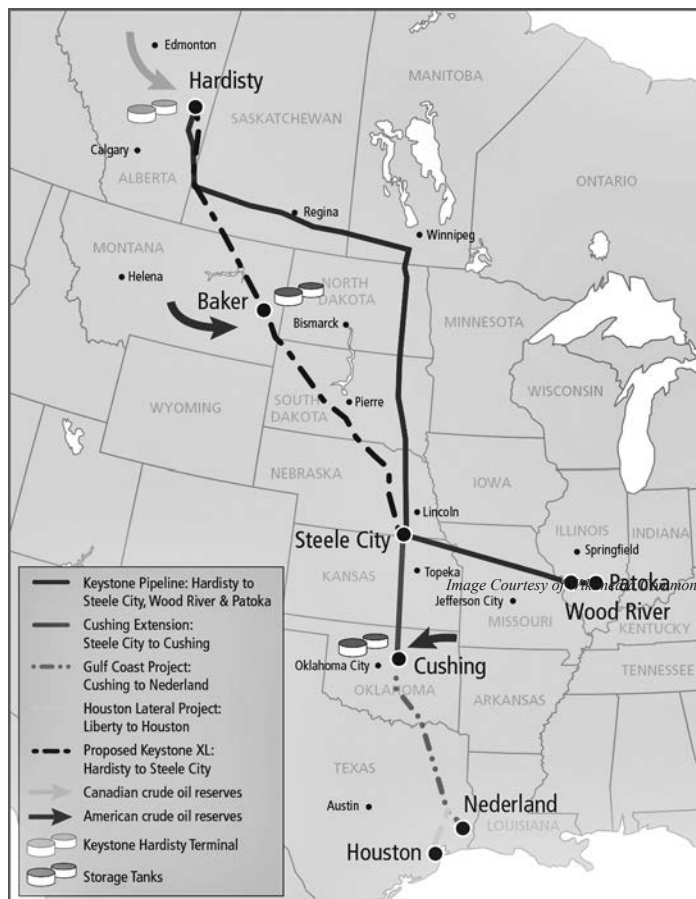 Edmonton
Hardisty
MANITOBA
SASKATCHEWAN
Calgary
ALBERTA
ONTARIO
Regina
Winnipeg
MONTANA
Helena
NORTH
DAKOTA
Baker
Bismarck
MINNESOTA
WISCONSIN
WYOMING
SOUTH
DAKOTA
Pierre
NEBRASKA
IOWA
Lincoln
ILLINOIS
INDIANA
Steele City
Springfield
KANSAS
Topeka
Image Courtesy of
Patoka
Jefferson City
Wood River
MISSOURI
KENTUCKY
Oklahoma City
Cushing
TENNESSEE
OKLAHOMA
ARKANSAS
TEXAS
Austin
Nederland
LOUISIANA
Houston
Keystone Pipeline: Hardisty to
Steele City, Wood River & Patoka
Cushing Extension:
Steele City to Cushing
Gulf Coast Project:
Cushing to Nederland
Houston Lateral Project:
Liberty to Houston
Proposed Keystone XL:
Hardisty to Steele City
Canadian crude oil reserves
American crude oil reserves
Keystone Hardisty Terminal
Storage Tanks